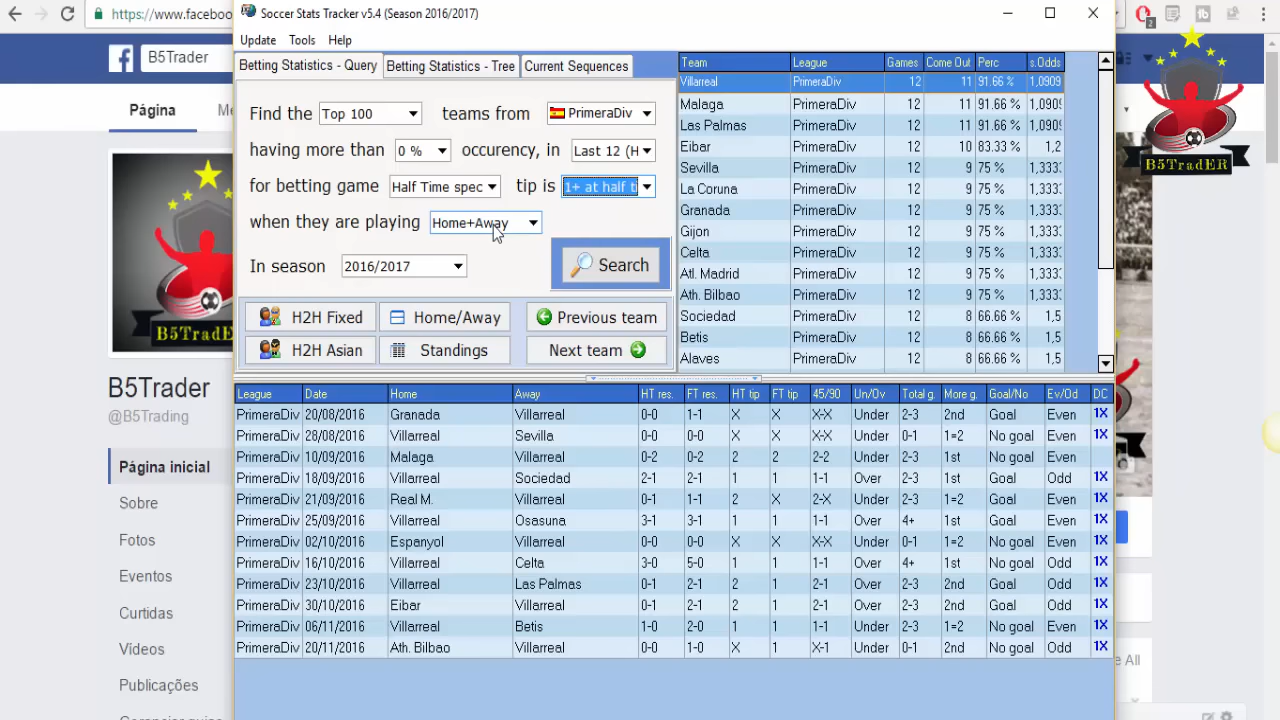 https://www.faceboo
Soccer Stats Tracker v5.4 (Season 2016/2017)
2
B5Trader
Update Tools Help
Betting Statistics - Query Betting Statistics - Tree Current Sequences
Find the Top 100 teams from PrimeraDiv
having more than 0 % occurency, in Last 12 (H
for betting game Half Time spec tip is 1+ at half t
when they are playing Home+Away
In season 2016/2017 Search
H2H Fixed Home/Away Previous team
H2H Asian Standings Next team
Team League Games Come Out Perc s.Odds
Villarreal PrimeraDiv 12 11 91.66 % 1,0909
Malaga PrimeraDiv 12 11 91.66 % 1,0909
Las Palmas PrimeraDiv 12 11 91.66 % 1,0909
Eibar PrimeraDiv 12 10 83.33 % 1,2
Sevilla PrimeraDiv 12 9 75 % 1,333
La Coruna PrimeraDiv 12 9 75 % 1,333
Granada PrimeraDiv 12 9 75 % 1,333
Gijon PrimeraDiv 12 9 75 % 1,333
Celta PrimeraDiv 12 9 75 % 1,333
Atl. Madrid PrimeraDiv 12 9 75 % 1,333
Ath. Bilbao PrimeraDiv 12 9 75 % 1,333
Sociedad PrimeraDiv 12 8 66.66 % 1,5
Betis PrimeraDiv 12 8 66.66 % 1,5
Alaves PrimeraDiv 12 8 66.66 % 1,5
League Date Home Away HT res. FT res. HT tip FT tip 45/90 Un/Ov Total g. More g. Goal/No Ev/Od DC
PrimeraDiv 20/08/2016 Granada Villarreal 0-0 1-1 X X X-X Under 2-3 2nd Goal Even 1X
PrimeraDiv 28/08/2016 Villarreal Sevilla 0-0 0-0 X X X-X Under 0-1 1=2 No goal Even 1X
PrimeraDiv 10/09/2016 Malaga Villarreal 0-2 0-2 2 2 2-2 Under 2-3 1st No goal Even
PrimeraDiv 18/09/2016 Villarreal Sociedad 2-1 2-1 1 1 1-1 Over 2-3 1st Goal Odd 1X
PrimeraDiv 21/09/2016 Real M. Villarreal 0-1 1-1 2 X 2-X Under 2-3 1=2 Goal Even 1X
PrimeraDiv 25/09/2016 Villarreal Osasuna 3-1 3-1 1 1 1-1 Over 4+ 1st Goal Even 1X
PrimeraDiv 02/10/2016 Espanyol Villarreal 0-0 0-0 X X X-X Under 0-1 1=2 No goal Even 1X
PrimeraDiv 16/10/2016 Villarreal Celta 3-0 5-0 1 1 1-1 Over 4+ 1st No goal Odd 1X
PrimeraDiv 23/10/2016 Villarreal Las Palmas 0-1 2-1 2 1 2-1 Over 2-3 2nd Goal Odd 1X
PrimeraDiv 30/10/2016 Eibar Villarreal 0-1 2-1 2 1 2-1 Over 2-3 2nd Goal Odd 1X
PrimeraDiv 06/11/2016 Villarreal Betis 1-0 2-0 1 1 1-1 Under 2-3 1=2 No goal Even 1X
PrimeraDiv 20/11/2016 Ath. Bilbao Villarreal 0-0 1-0 X 1 X-1 Under 0-1 2nd No goal Odd 1X
Página Me
B5TradER
B5Trad
B5Trader
@B5Trading
Página inicial
Sobre
Fotos
Eventos
Curtidas
Vídeos
Publicações
e All